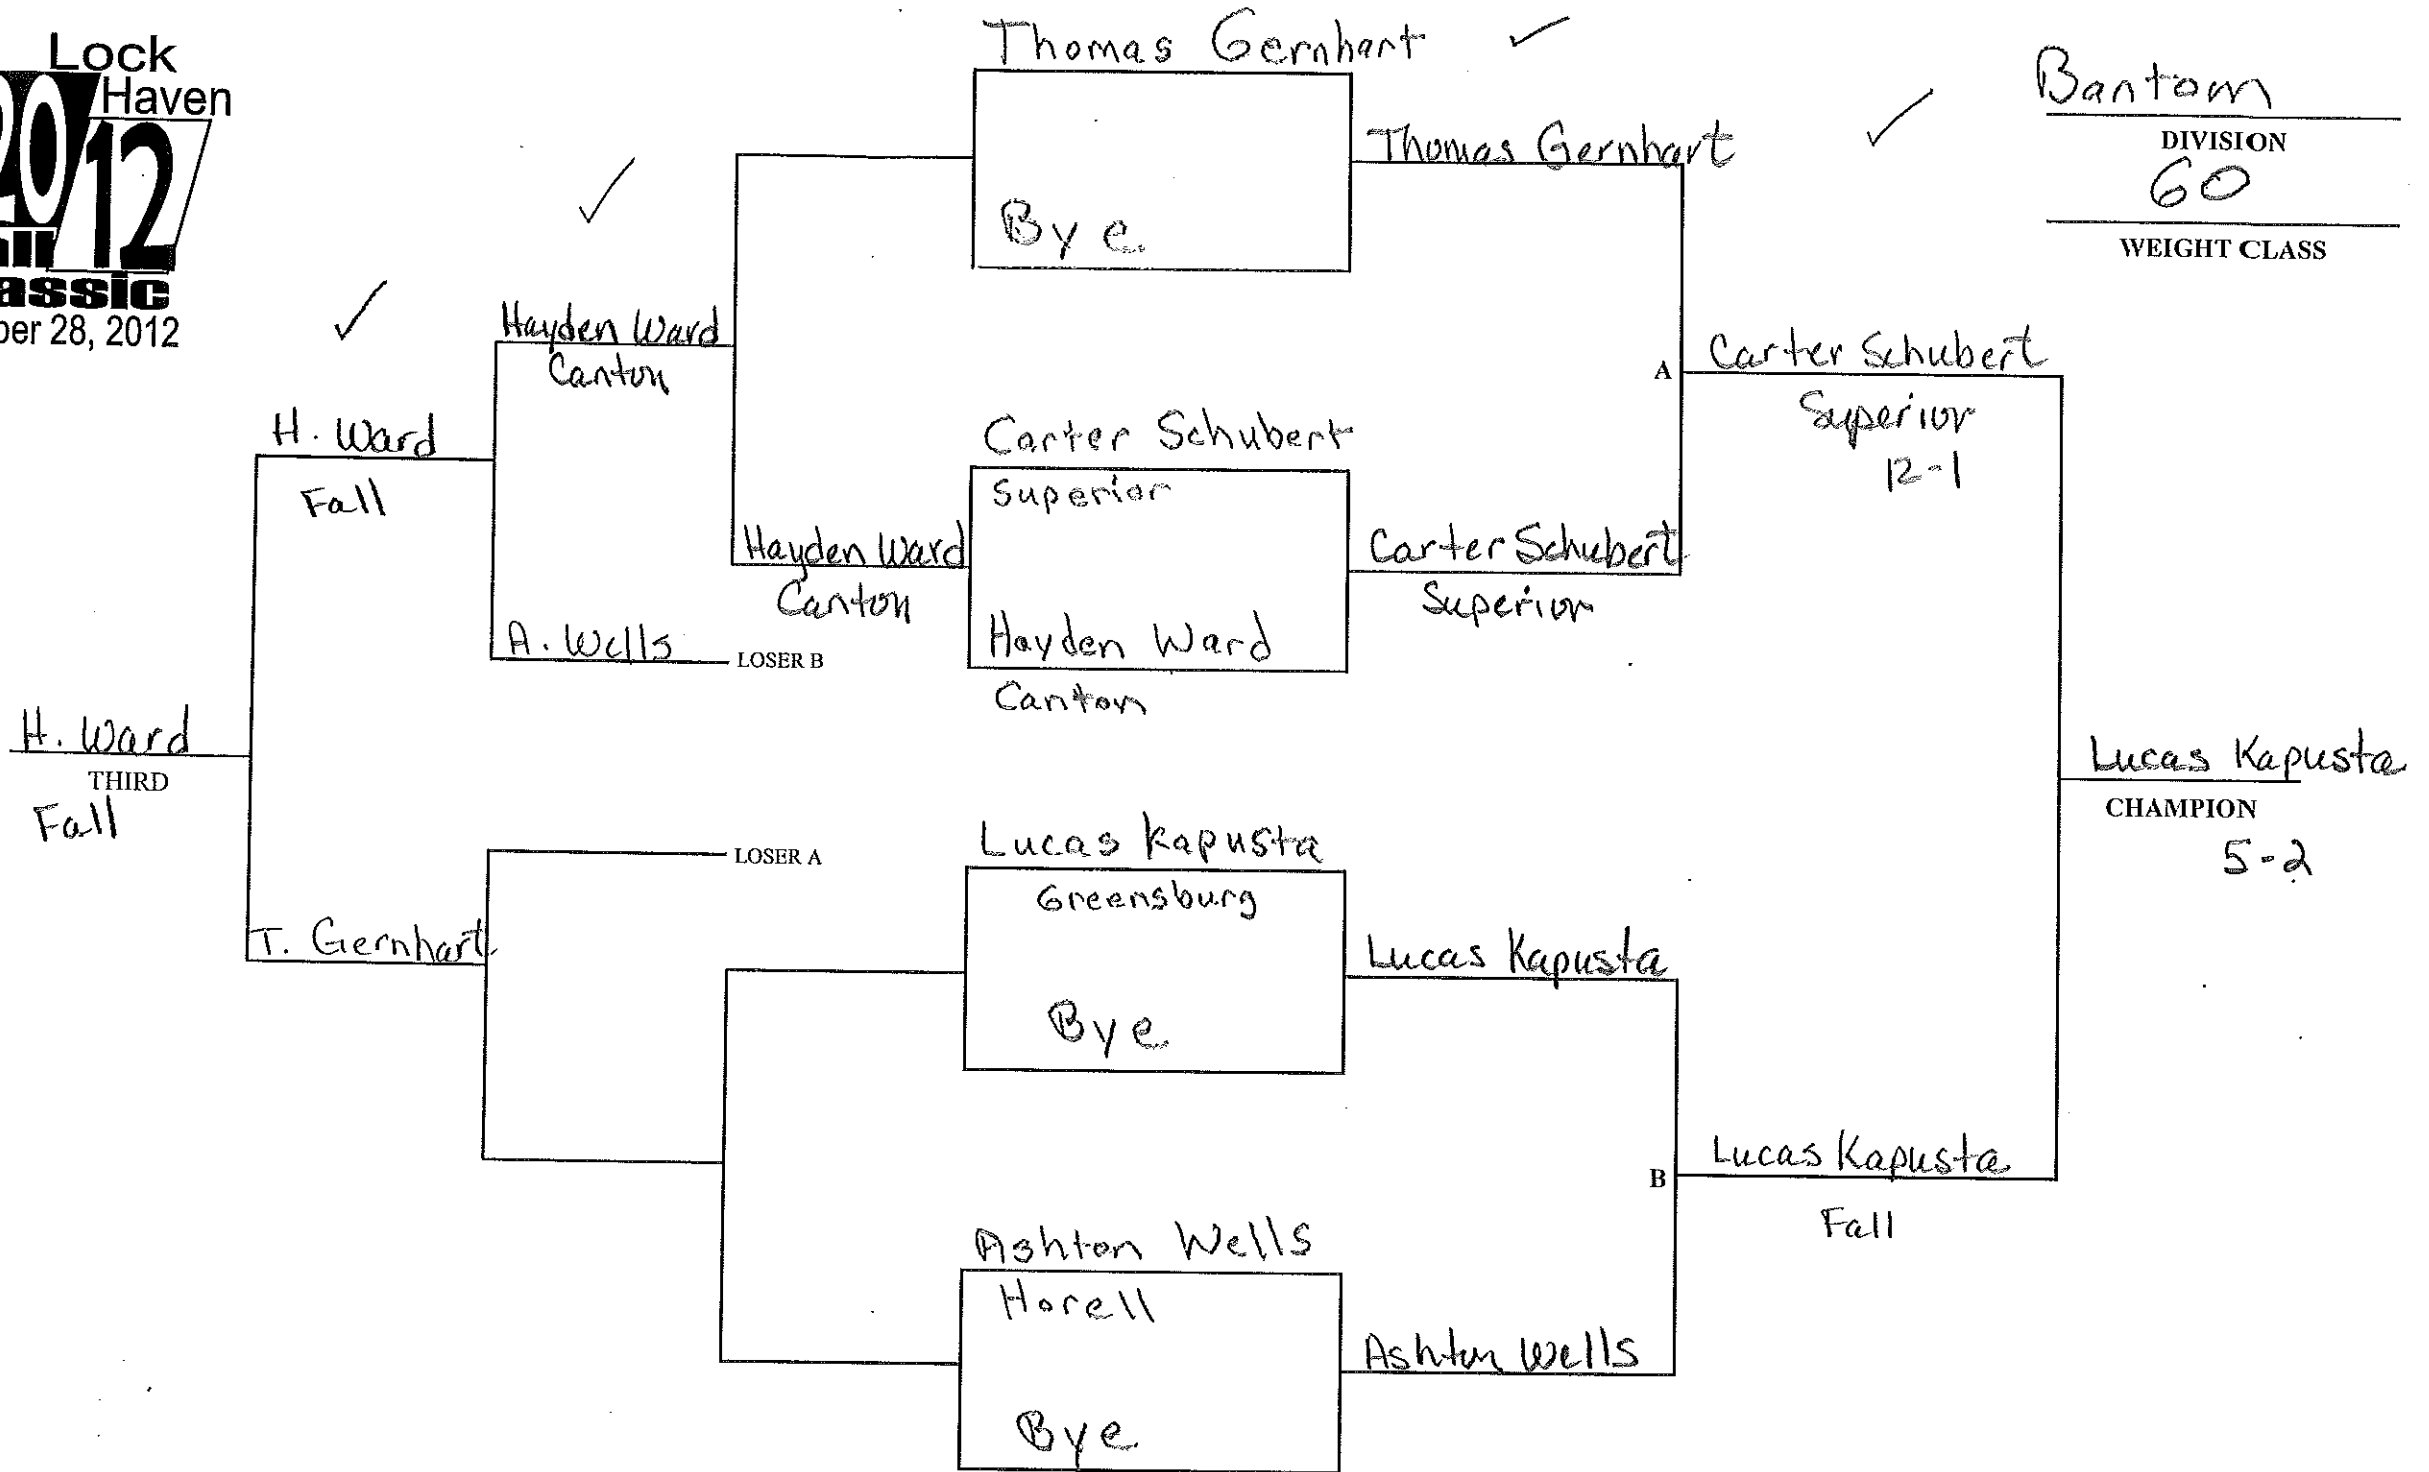 Lock
Haven
2012
assic
ber 28, 2012
Bantom
DIVISION
60
WEIGHT CLASS
Thomas Gernhart
Bye
Thomas Gernhart
Hayden Ward
Canton
H. Ward
Fall
A. Wells
LOSER B
Hayden Ward
Canton
Carter Schubert
Superior
Hayden Ward
Canton
Carter Schubert
Superior
A
Carter Schubert
Superior
12-1
H. Ward
THIRD
Fall
LOSER A
T. Gernhart
Lucas Kapusta
Greensburg
Bye
Lucas Kapusta
Lucas Kapusta
CHAMPION
5-2
B
Lucas Kapusta
Fall
Ashton Wells
Horell
Bye
Ashton Wells